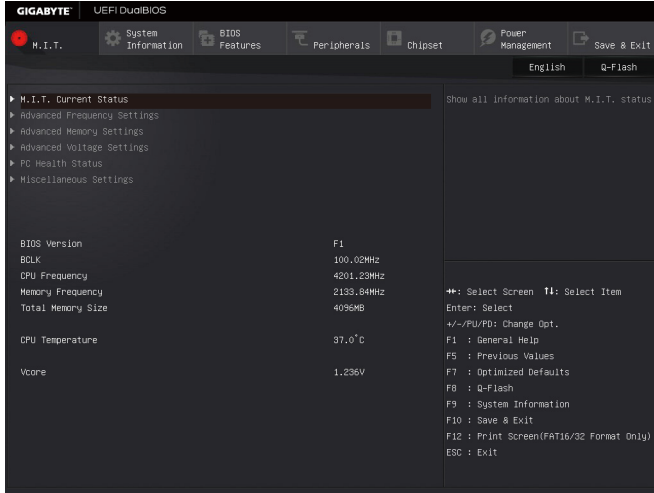 GIGABYTE™ UEFI DualBIOS
M.I.T.
System Information
BIOS Features
Peripherals
Chipset
Power Management
Save & Exit
English Q-Flash
M.I.T. Current Status
Advanced Frequency Settings
Advanced Memory Settings
Advanced Voltage Settings
PC Health Status
Miscellaneous Settings
BIOS Version F1
BCLK 100.02MHz
CPU Frequency 4201.23MHz
Memory Frequency 2133.84MHz
Total Memory Size 4096MB
CPU Temperature 37.0°C
Vcore 1.236V
Show all information about M.I.T. status
→←: Select Screen ↑↓: Select Item
Enter: Select
+/-/PU/PD: Change Opt.
F1 : General Help
F5 : Previous Values
F7 : Optimized Defaults
F8 : Q-Flash
F9 : System Information
F10 : Save & Exit
F12 : Print Screen(FAT16/32 Format Only)
ESC : Exit